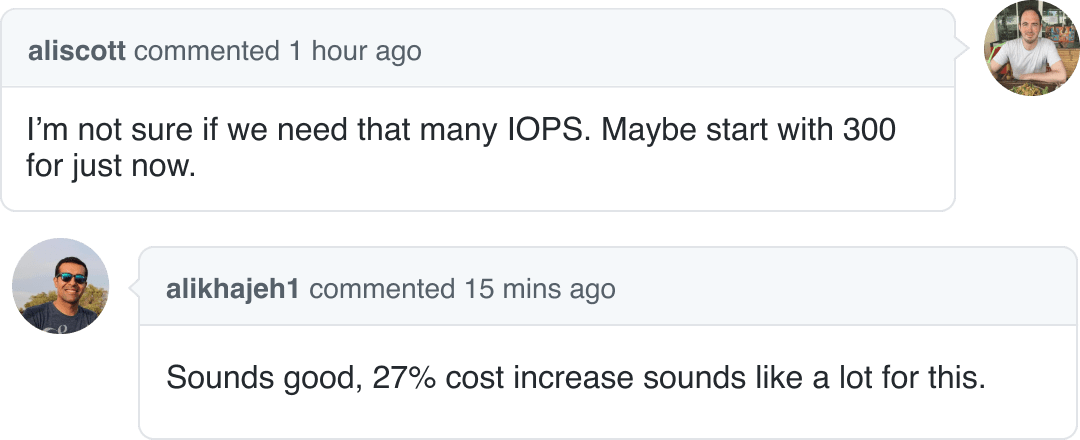 aliscott commented 1 hour ago
I’m not sure if we need that many IOPS. Maybe start with 300
for just now.
alikhajeh1 commented 15 mins ago
Sounds good, 27% cost increase sounds like a lot for this.